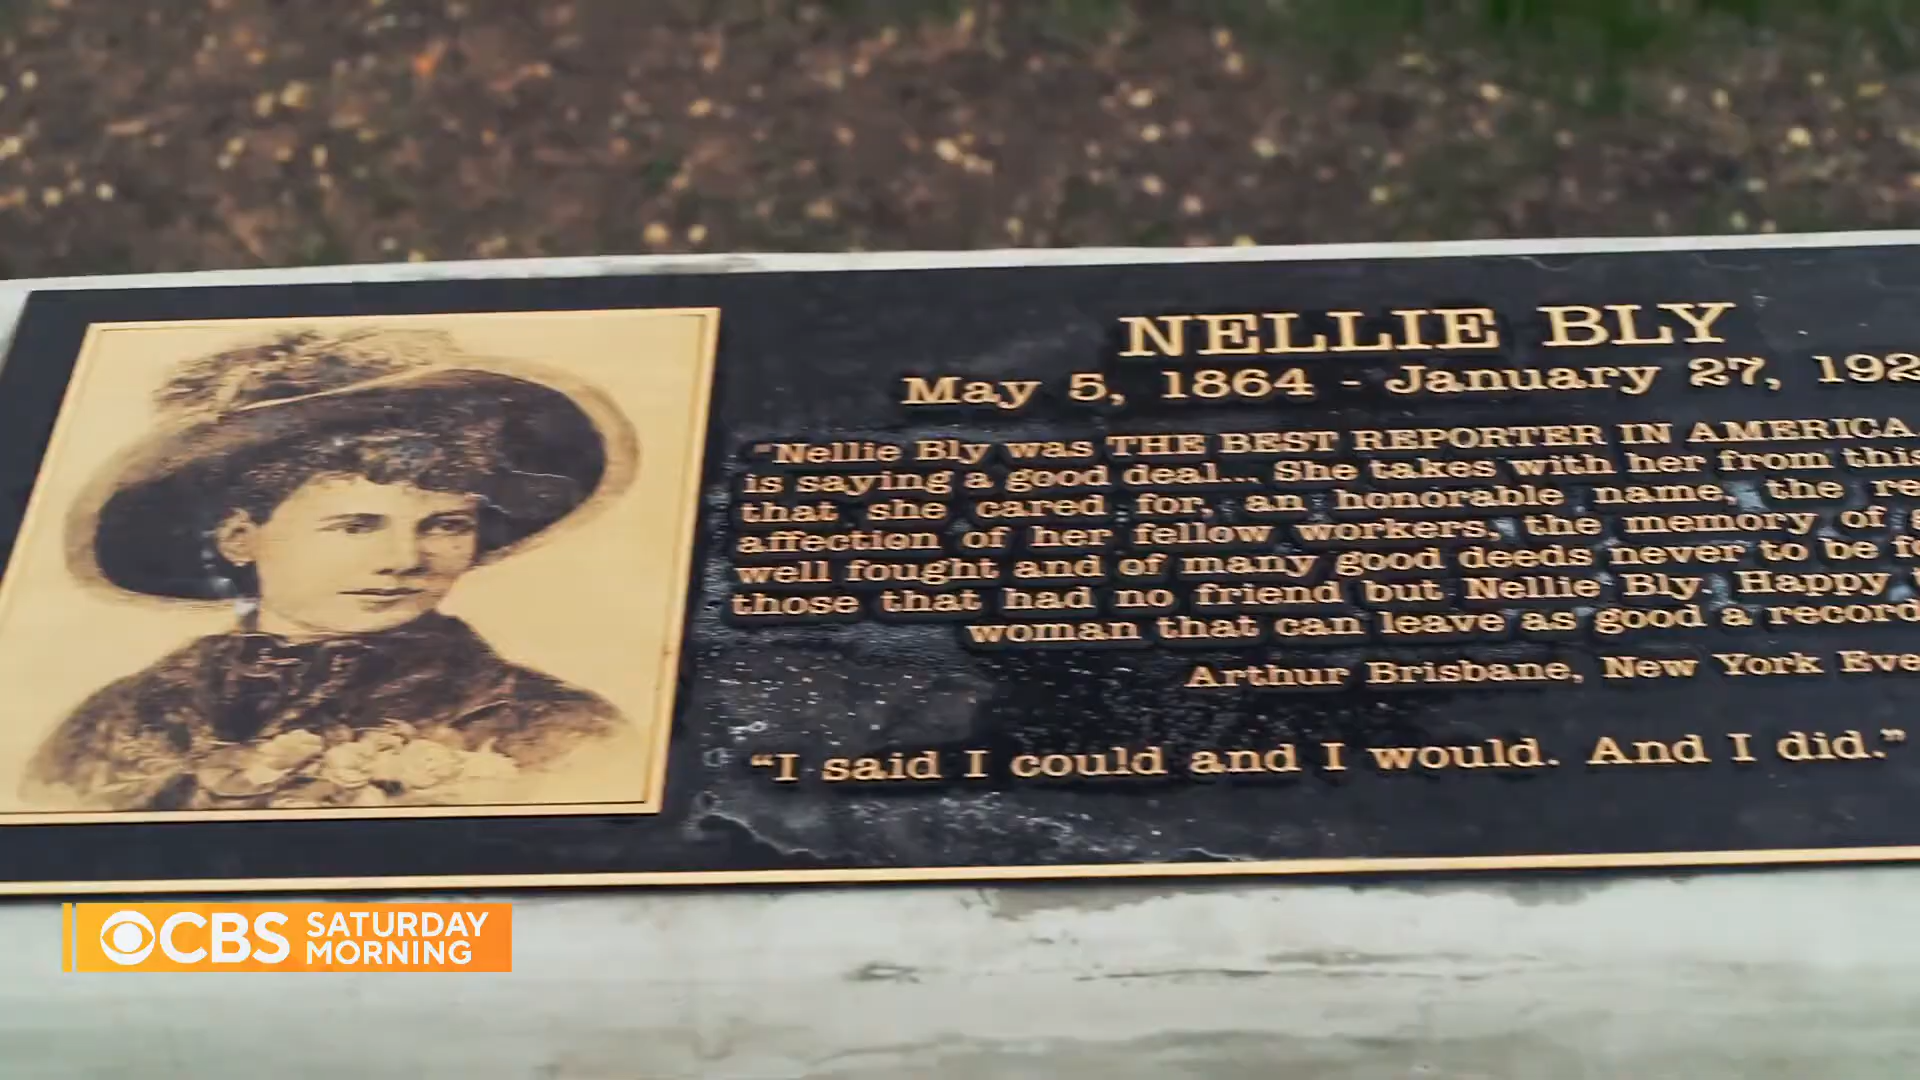 NELLIE BLY
May 5, 1864 - January 27, 192
"Nellie Bly was THE BEST REPORTER IN AMERICA
is saying a good deal... She takes with her from this
that she cared for, an honorable name, the re
affection of her fellow workers, the memory of
well fought and of many good deeds never to be
those that had no friend but Nellie Bly. Happy
woman that can leave as good a record
Arthur Brisbane, New York Eve
"I said I could and I would. And I did."
CBS SATURDAY
MORNING